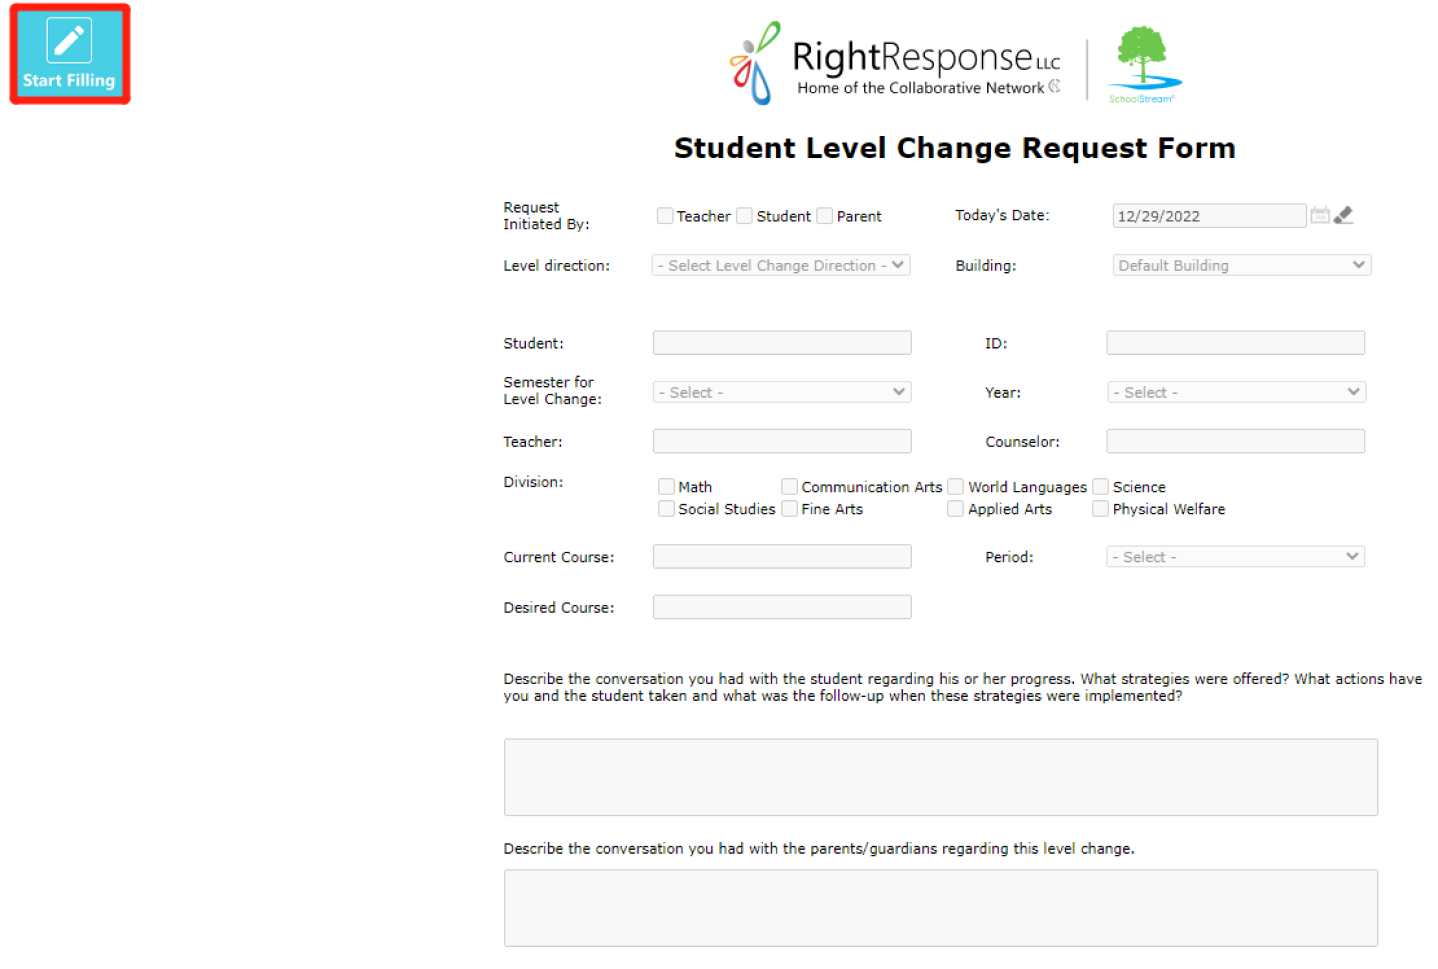 Start Filling
RightResponse LLC
Home of the Collaborative Network
SchoolStream
Student Level Change Request Form
Request
Initiated By:
Teacher Student Parent
Today's Date:
12/29/2022
Level direction:
- Select Level Change Direction -
Building:
Default Building
Student:
ID:
Semester for
Level Change:
- Select -
Year:
- Select -
Teacher:
Counselor:
Division:
Math Communication Arts World Languages Science
Social Studies Fine Arts Applied Arts Physical Welfare
Current Course:
Period:
- Select -
Desired Course:
Describe the conversation you had with the student regarding his or her progress. What strategies were offered? What actions have
you and the student taken and what was the follow-up when these strategies were implemented?
Describe the conversation you had with the parents/guardians regarding this level change.